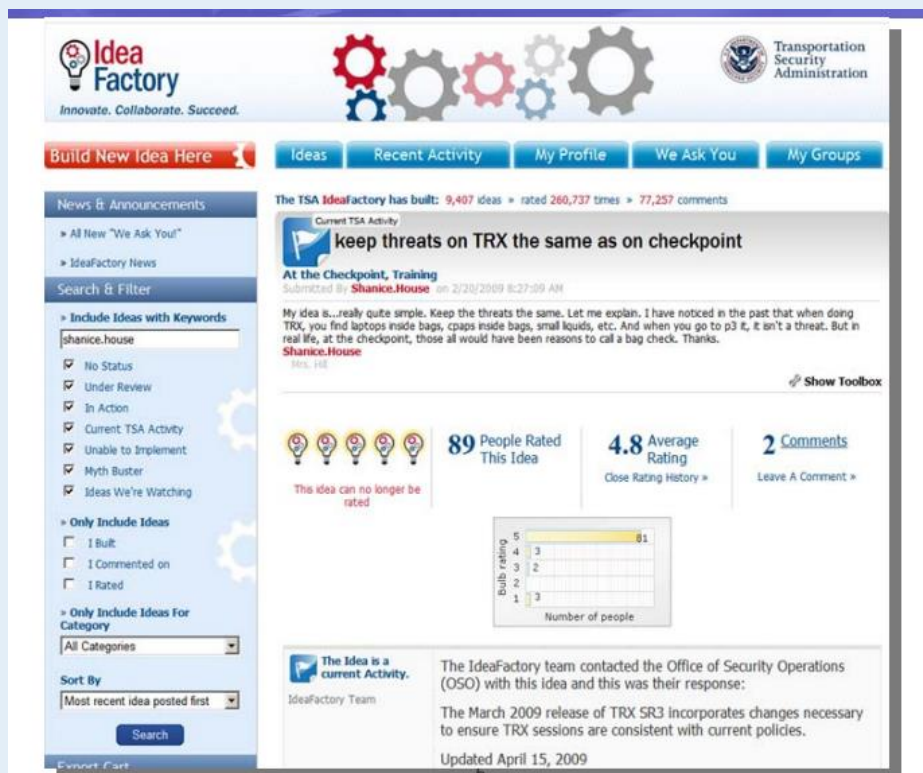 Idea
Factory
Innovate. Collaborate. Succeed.
Transportation
Security
Administration
Build New Idea Here
Ideas
Recent Activity
My Profile
We Ask You
My Groups
News & Announcements
» All New "We Ask You!"
» IdeaFactory News
Search & Filter
» Include Ideas with Keywords
shanice.house
No Status
Under Review
In Action
Current TSA Activity
Unable to Implement
Myth Buster
Ideas We're Watching
» Only Include Ideas
I Built
I Commented on
I Rated
» Only Include Ideas For
Category
All Categories
Sort By
Most recent idea posted first
Search
Export Cart
The TSA IdeaFactory has built: 9,407 ideas » rated 260,737 times » 77,257 comments
Current TSA Activity
keep threats on TRX the same as on checkpoint
At the Checkpoint, Training
Submitted By Shanice.House on 2/20/2009 8:27:09 AM
My idea is...really quite simple. Keep the threats the same. Let me explain. I have noticed in the past that when doing
TRX, you find laptops inside bags, cpaps inside bags, small liquids, etc. And when you go to p3 it, it isn't a threat. But in
real life, at the checkpoint, those all would have been reasons to call a bag check. Thanks.
Shanice.House
Mrs. Hil
Show Toolbox
This idea can no longer be
rated
89 People Rated
This Idea
4.8 Average
Rating
Close Rating History »
2 Comments
Leave A Comment »
Bulb rating
5 81
4 3
3 2
2
1 3
Number of people
The Idea is a
current Activity.
IdeaFactory Team
The IdeaFactory team contacted the Office of Security Operations
(OSO) with this idea and this was their response:
The March 2009 release of TRX SR3 incorporates changes necessary
to ensure TRX sessions are consistent with current policies.
Updated April 15, 2009